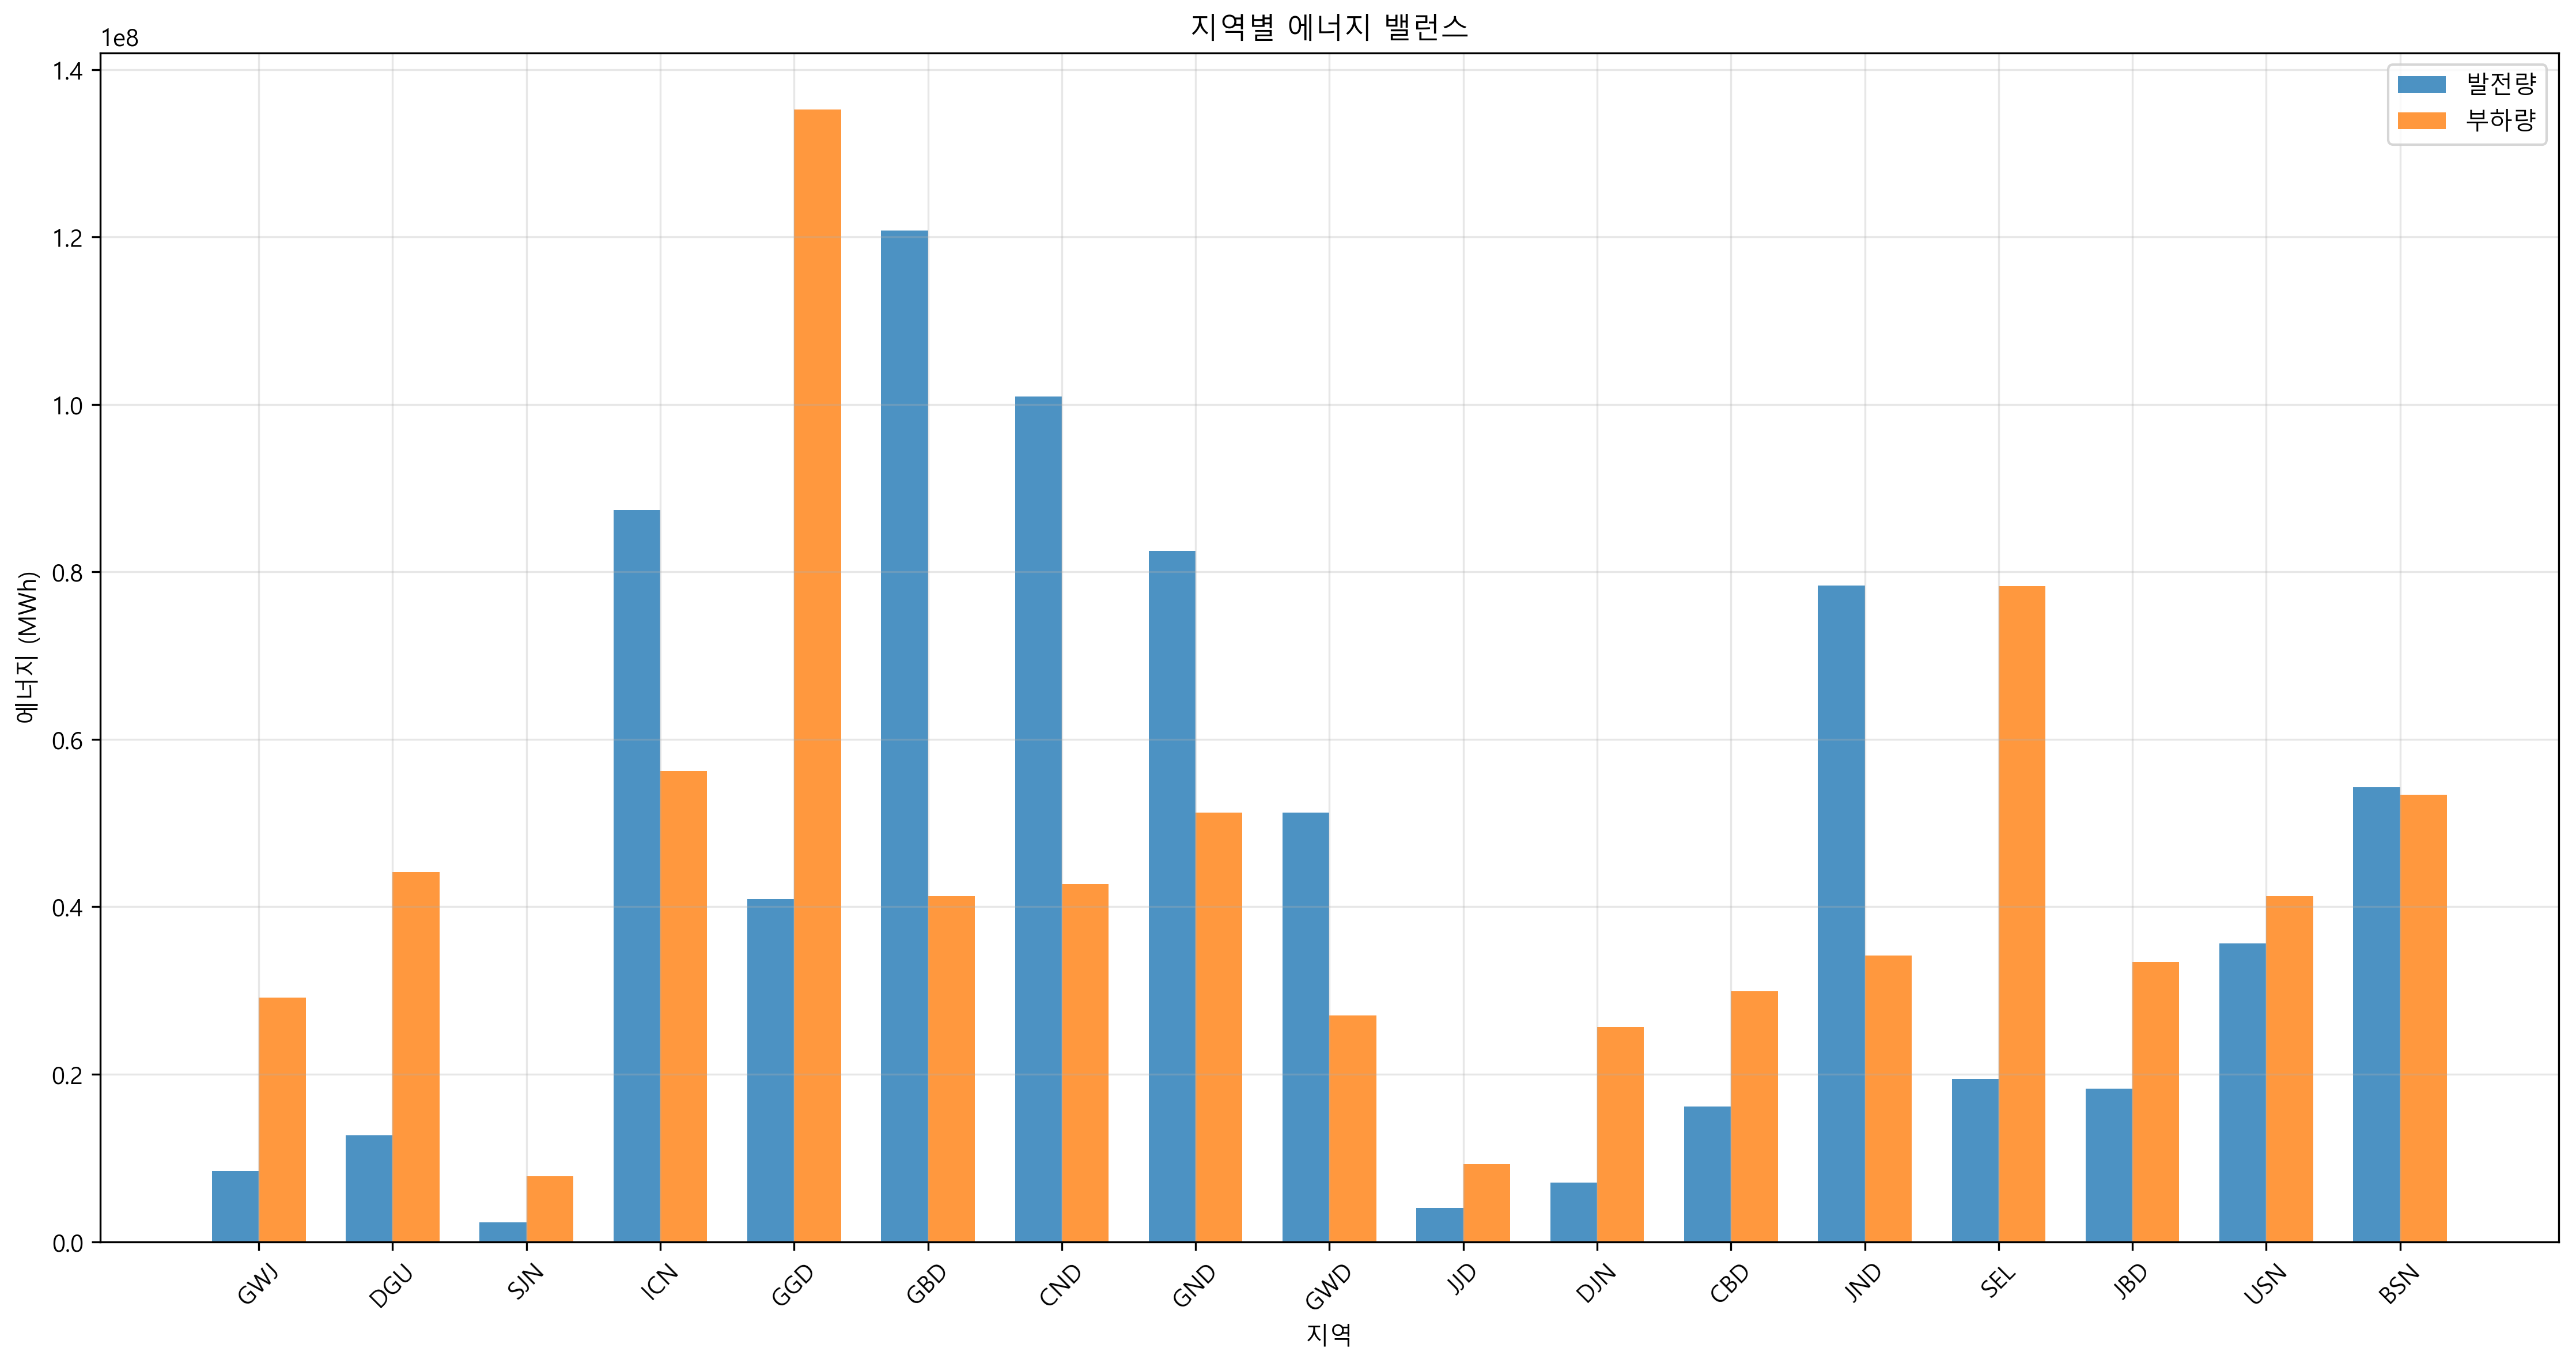 지역별 에너지 밸런스
1e8
1.4
1.2
1.0
0.8
0.6
0.4
0.2
0.0
에너지 (MWh)
발전량
부하량
GWJ DGU SJN ICN GGD GBD CND GND GWD JJD DJN CBD JND SEL JBD USN BSN
지역